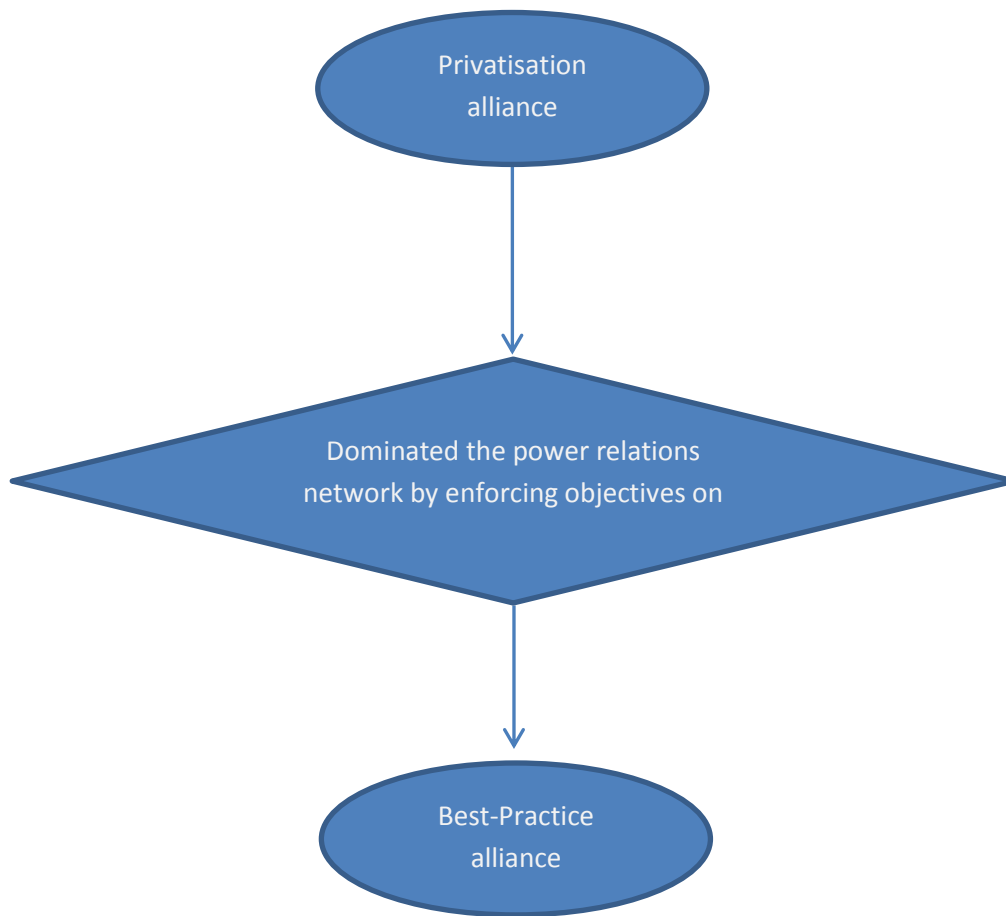 Privatisation
alliance
Dominated the power relations
network by enforcing objectives on
Best-Practice
alliance